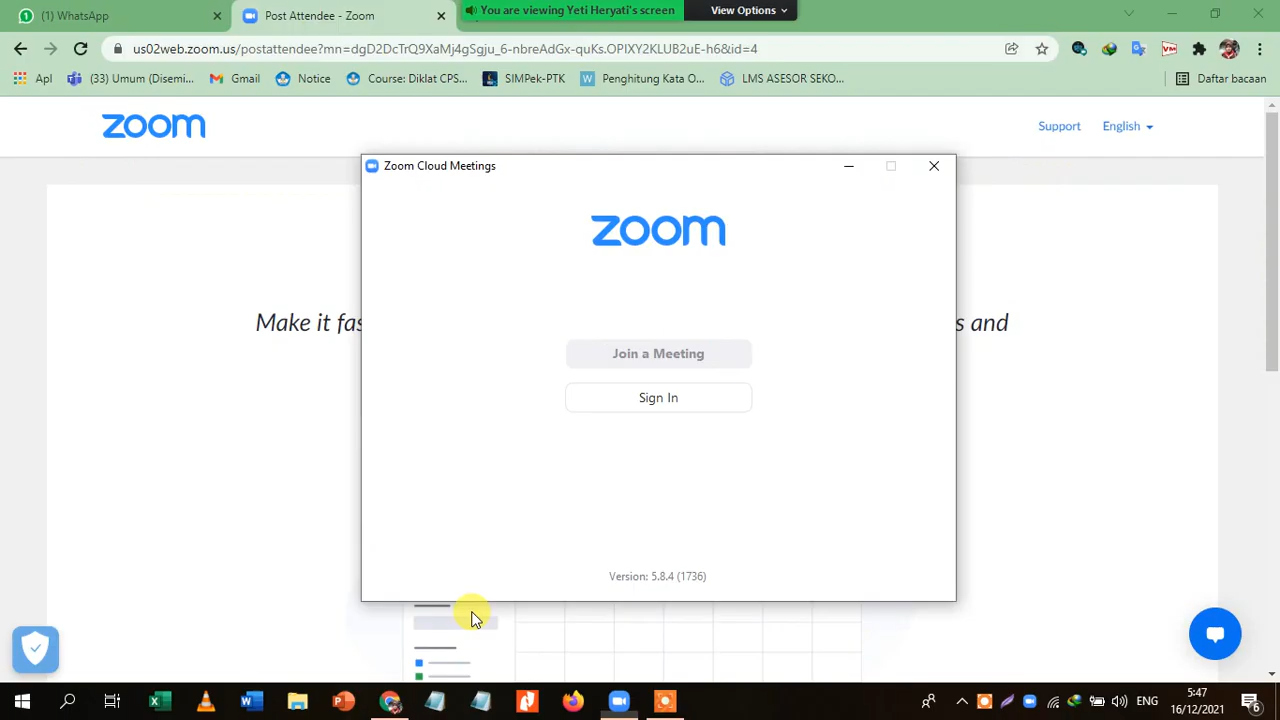 (1) WhatsApp
Post Attendee - Zoom
You are viewing Yeti Heryati's screen
View Options
us02web.zoom.us/postattendee?mn=dgD2DcTrQ9XaMj4gSgju_6-nbreAdGx-quKs.OPIXY2KLUB2uE-h6&id=4
Apl
(33) Umum (Disemi...
Gmail
Notice
Course: Diklat CPS...
SIMPek-PTK
Penghitung Kata O...
LMS ASESOR SEKO...
Daftar bacaan
zoom
Support
English
Zoom Cloud Meetings
zoom
Make it fas
s and
Join a Meeting
Sign In
Version: 5.8.4 (1736)
ENG
5:47
16/12/2021
6